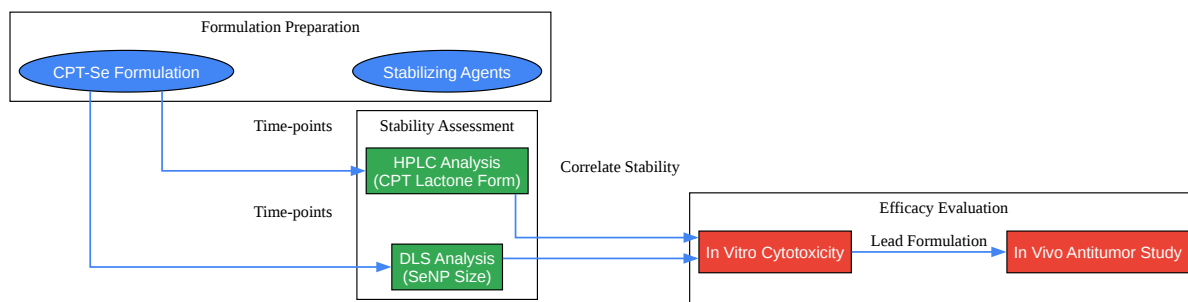 Formulation Preparation
CPT-Se Formulation
Stabilizing Agents
Time-points
Stability Assessment
HPLC Analysis
(CPT Lactone Form)
Correlate Stability
Time-points
DLS Analysis
(SeNP Size)
Efficacy Evaluation
In Vitro Cytotoxicity
Lead Formulation
In Vivo Antitumor Study